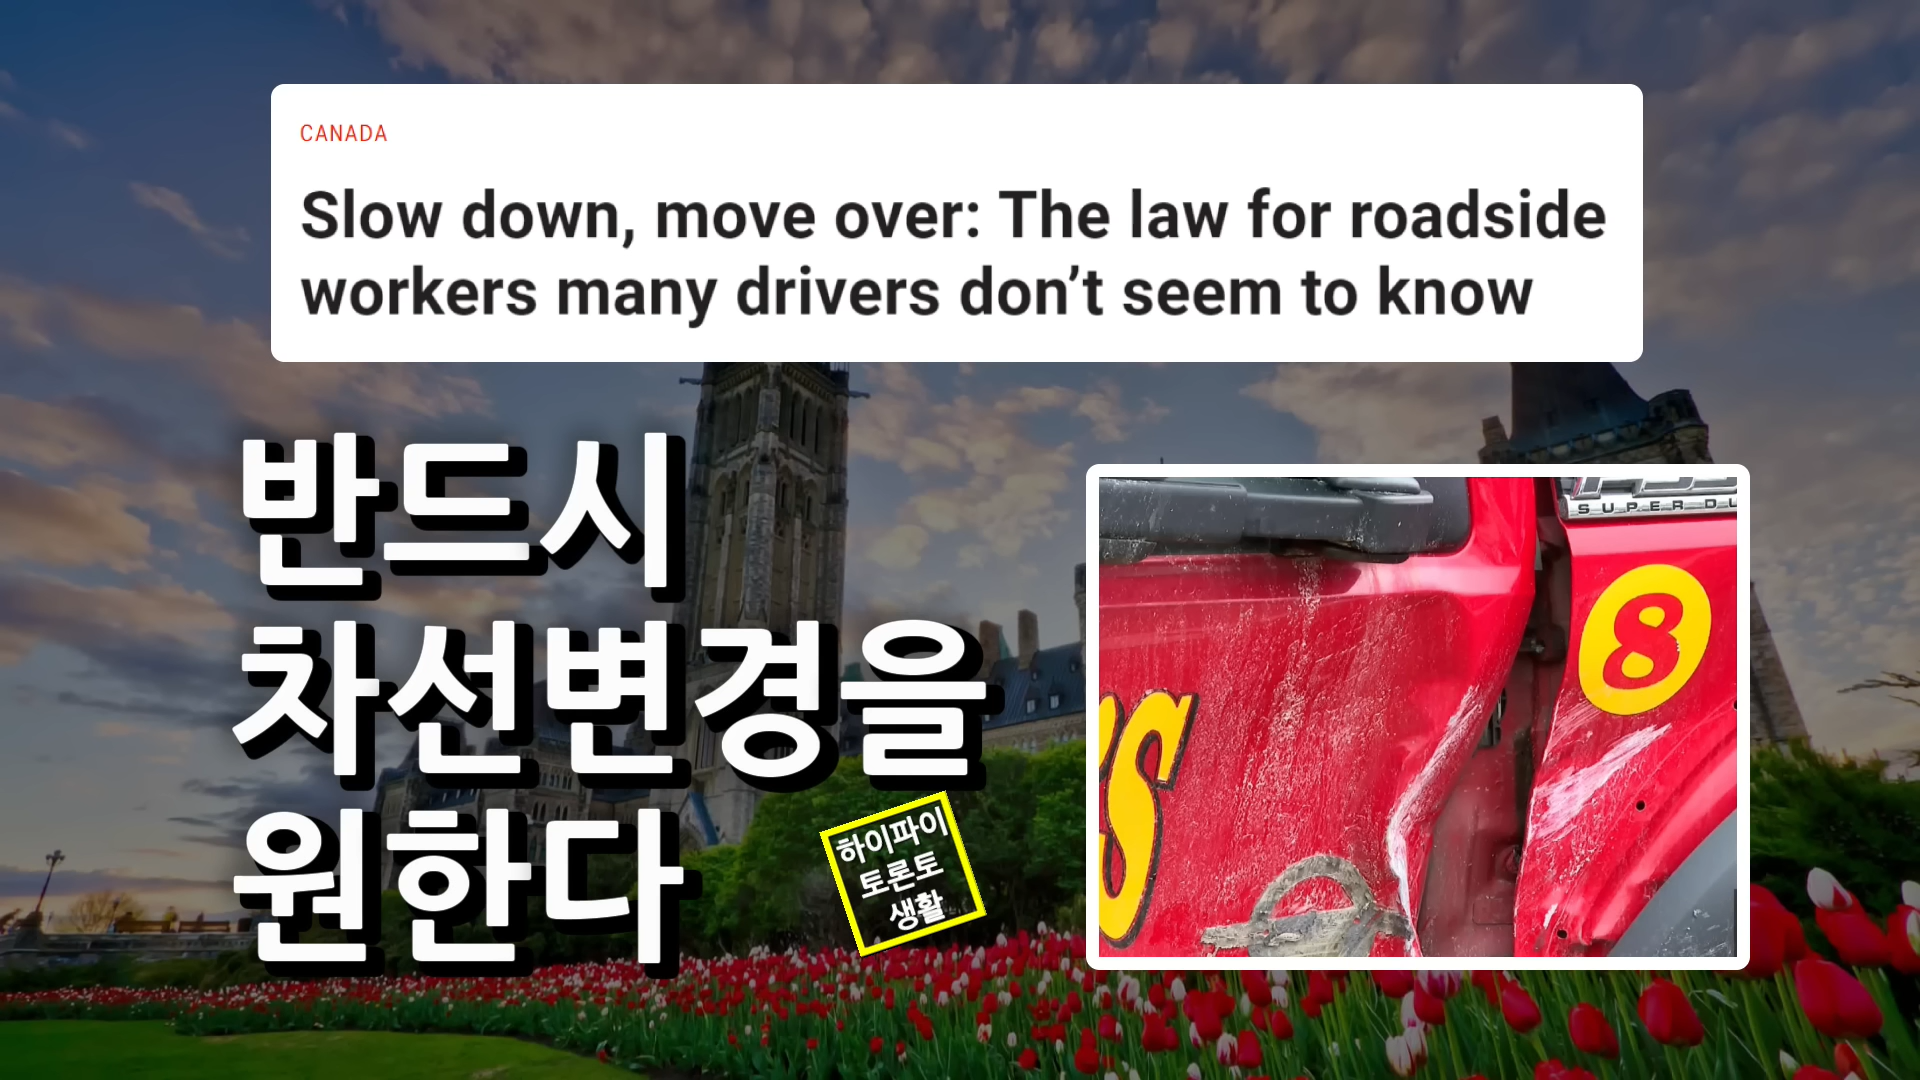 CANADA
Slow down, move over: The law for roadside
workers many drivers don’t seem to know
반드시
차선변경을
원한다
하이파이
토론토
생활
SUPER
8
S